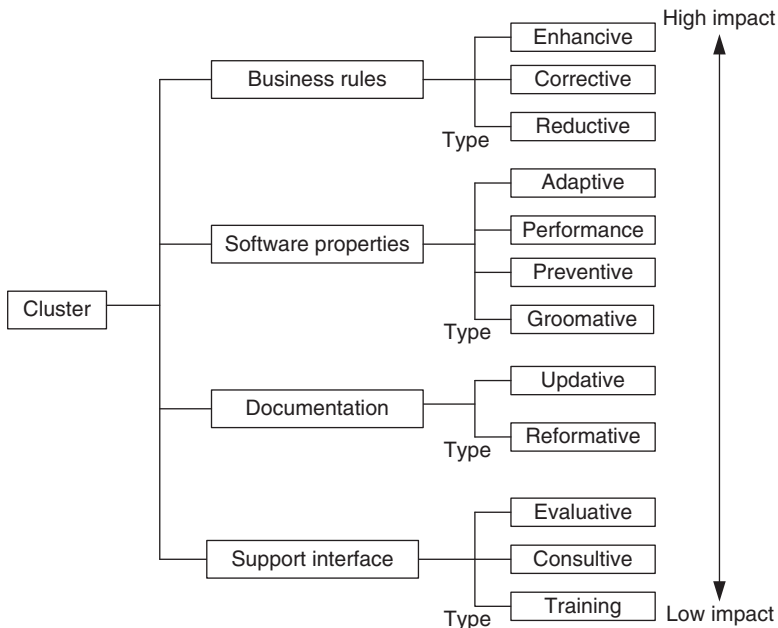 High impact
Enhancive
Business rules
Corrective
Type
Reductive
Adaptive
Performance
Software properties
Preventive
Type
Groomative
Cluster
Updative
Documentation
Type
Reformative
Evaluative
Support interface
Consultive
Type
Training
Low impact